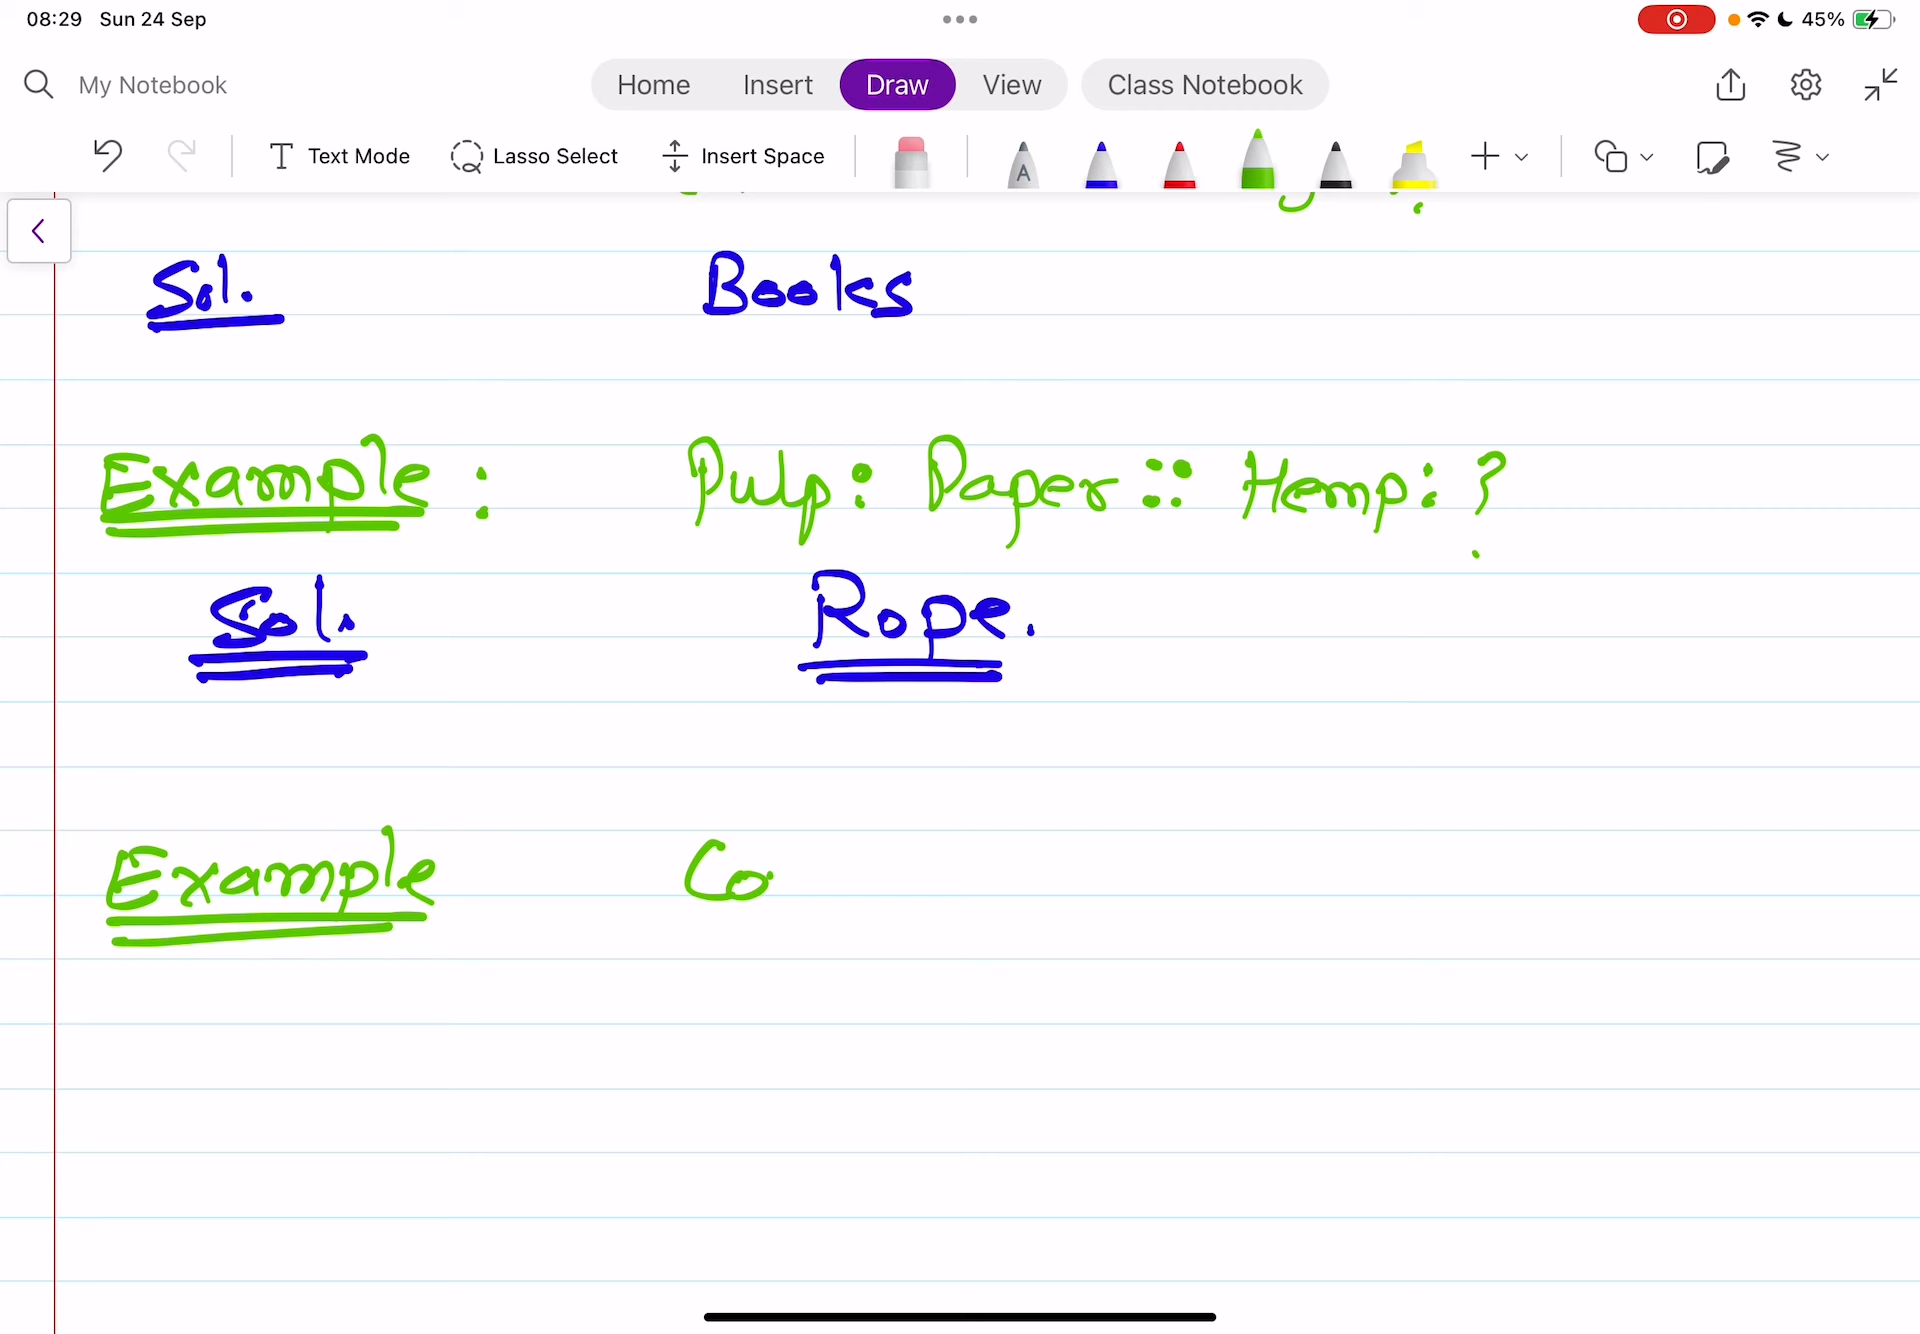 08:29 Sun 24 Sep
45%
My Notebook
Home Insert Draw View Class Notebook
Text Mode Lasso Select Insert Space
Sol. Books
Example : Pulp : Paper :: Hemp : ?
Sol. Rope.
Example Co